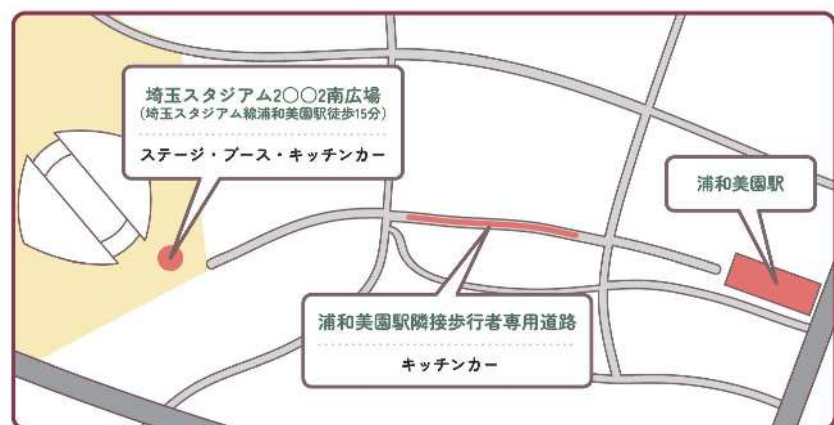 埼玉スタジアム2〇〇2南広場
(埼玉スタジアム線浦和美園駅徒歩15分)
ステージ・ブース・キッチンカー
浦和美園駅
浦和美園駅隣接歩行者専用道路
キッチンカー